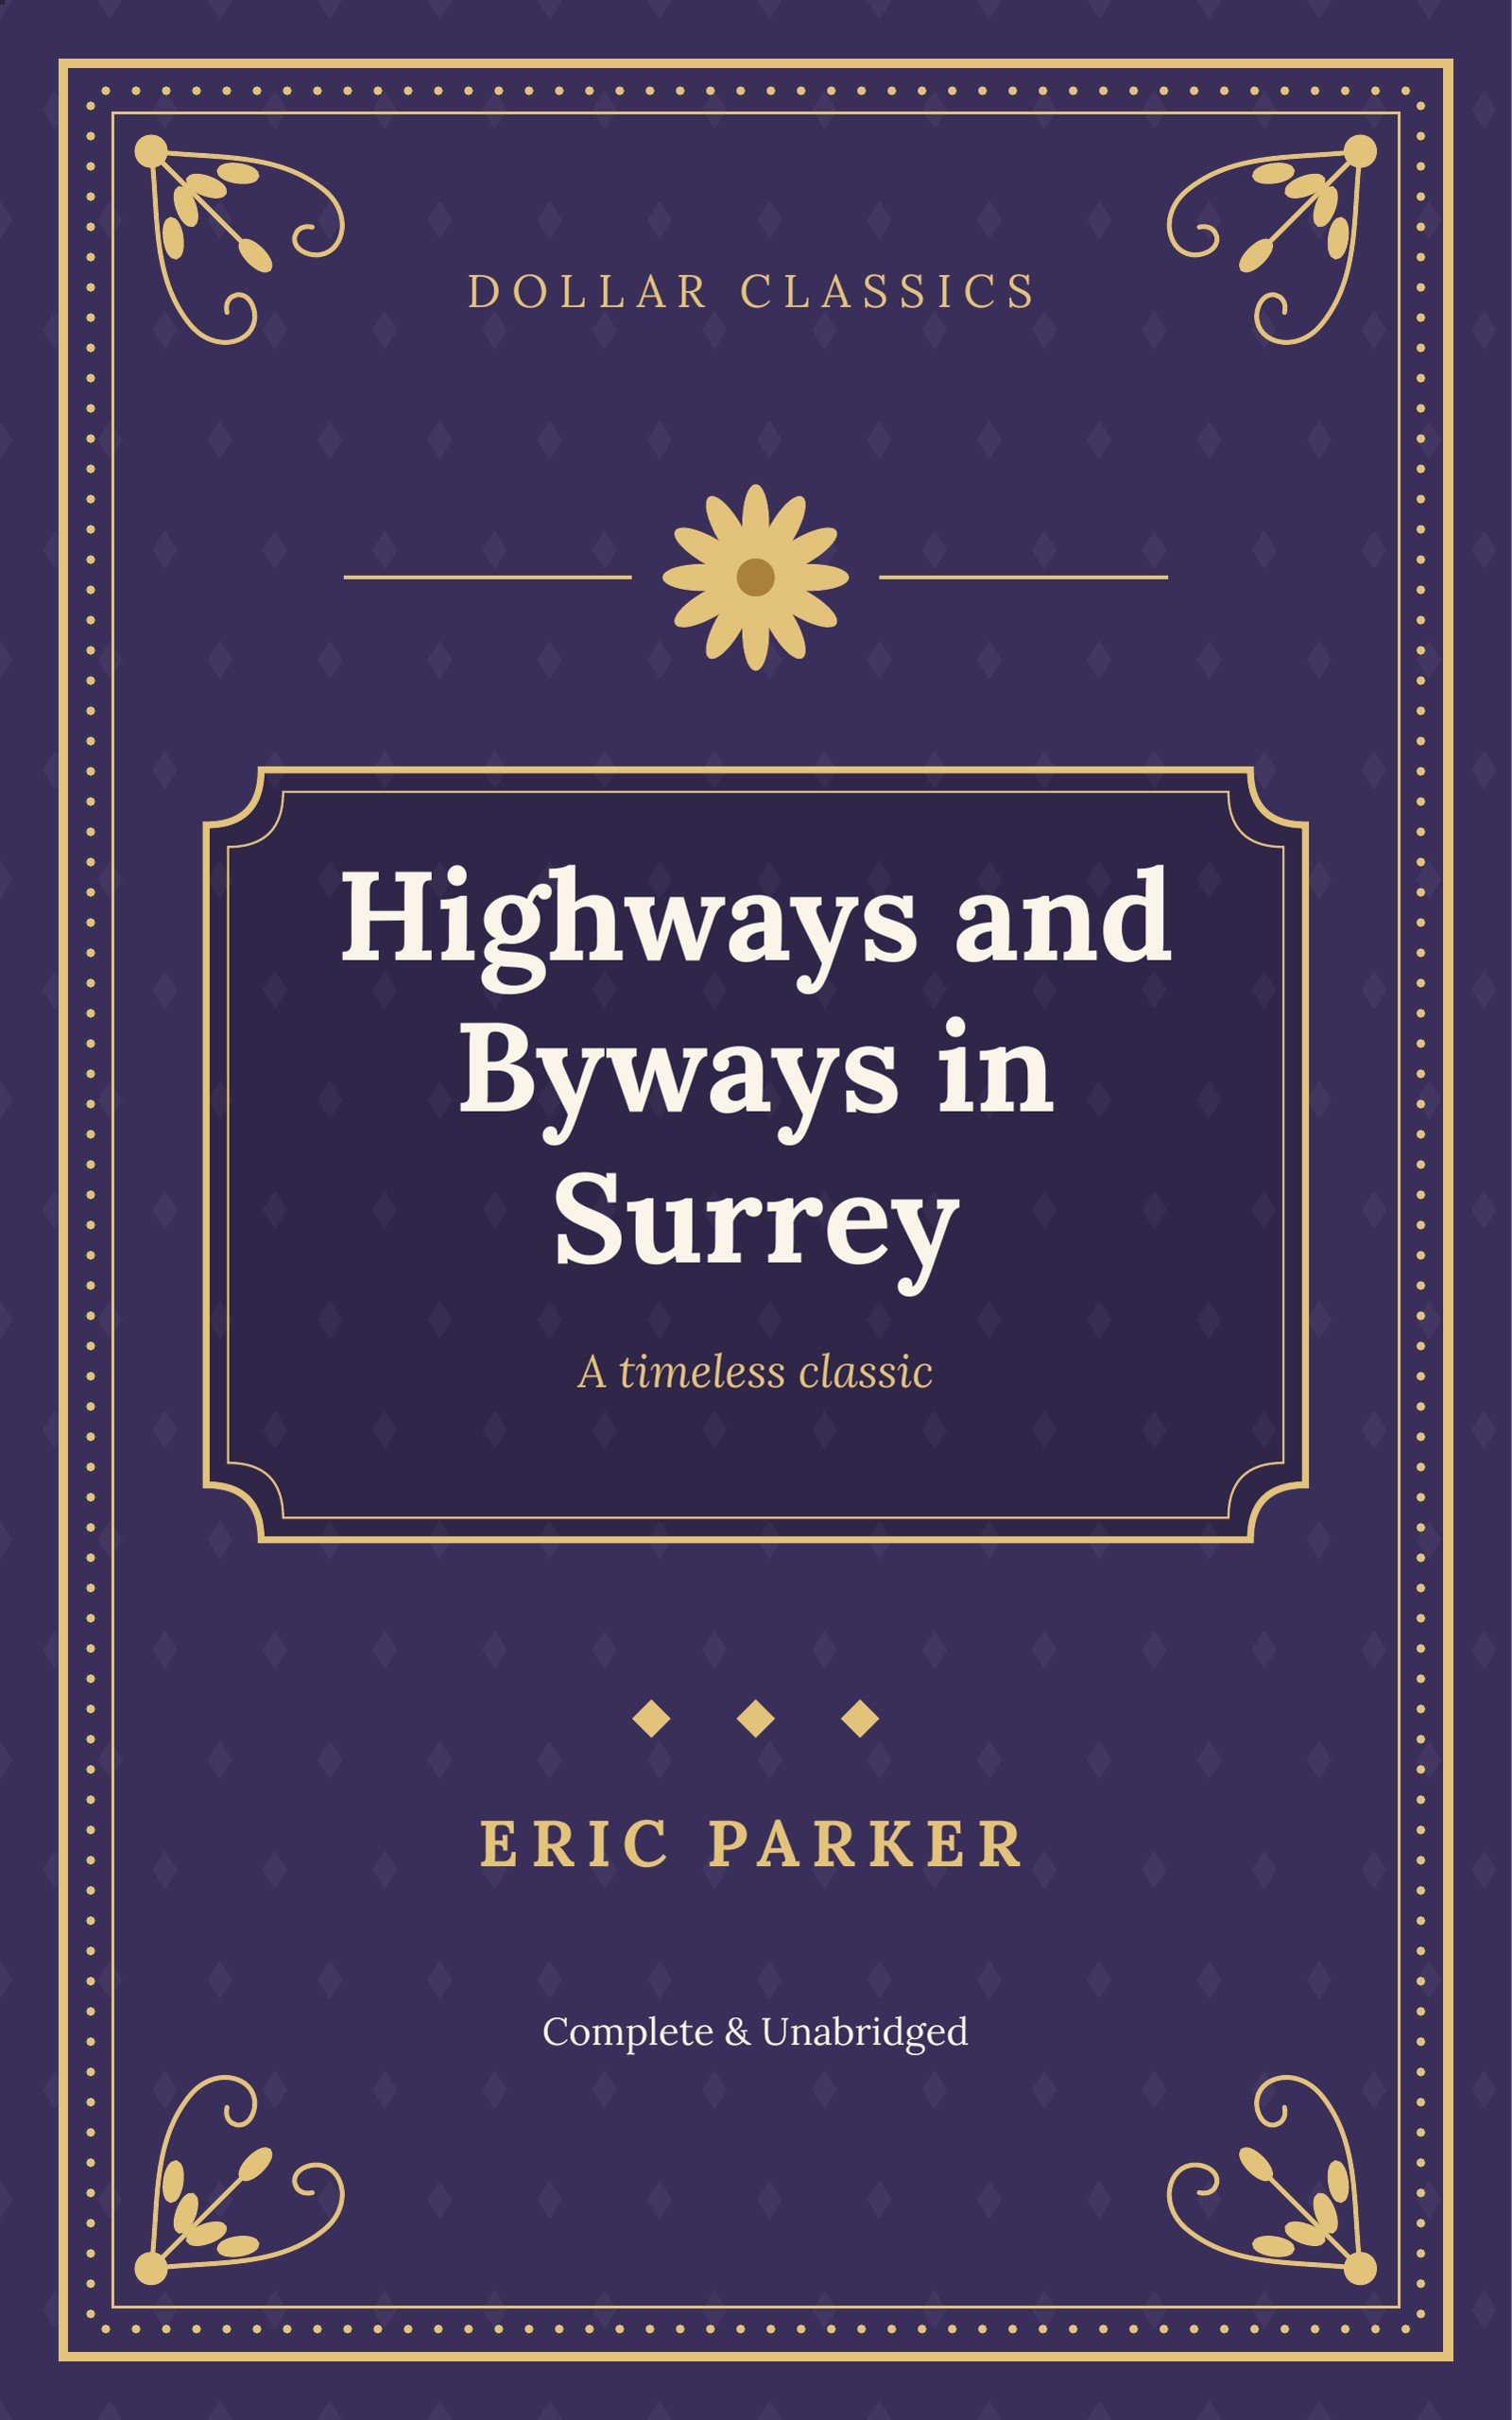 DOLLAR CLASSICS
Highways and
Byways in
Surrey
A timeless classic
ERIC PARKER
Complete & Unabridged